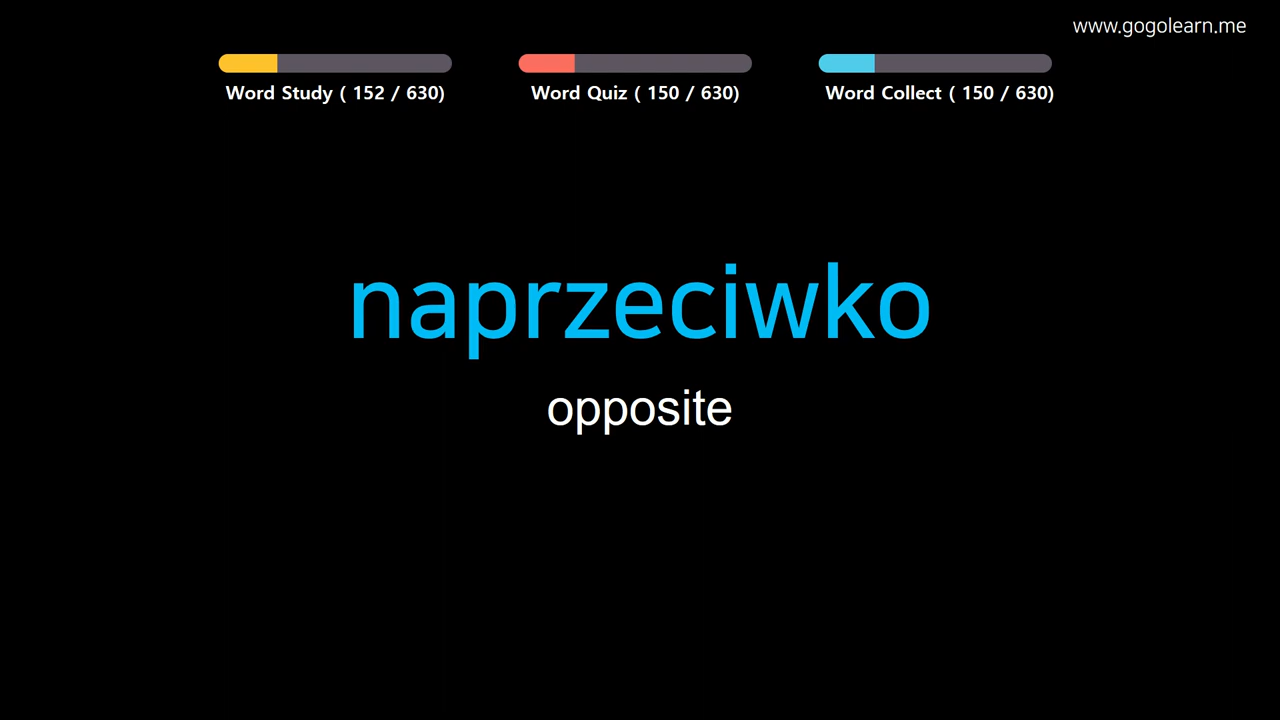 www.gogolearn.me
Word Study ( 152 / 630)
Word Quiz ( 150 / 630)
Word Collect ( 150 / 630)
naprzeciwko
opposite